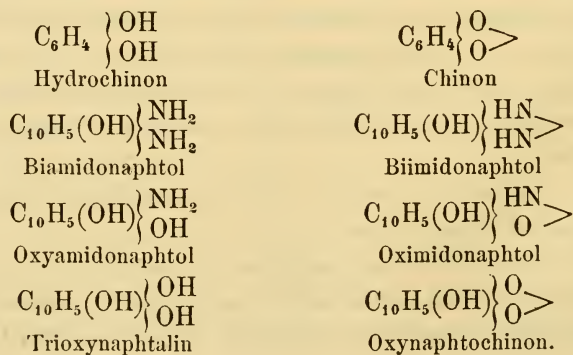 C₆H₄ } OH OH     C₆H₄ } O O >
Hydrochinon     Chinon
C₁₀H₅(OH) } NH₂ NH₂     C₁₀H₅(OH) } HN HN >
Biamidonaphtol     Biimidonaphtol
C₁₀H₅(OH) } NH₂ OH     C₁₀H₅(OH) } HN O >
Oxyamidonaphtol     Oximidonaphtol
C₁₀H₅(OH) } OH OH     C₁₀H₅(OH) } O O >
Trioxynaphtalin     Oxynaphtochinon.